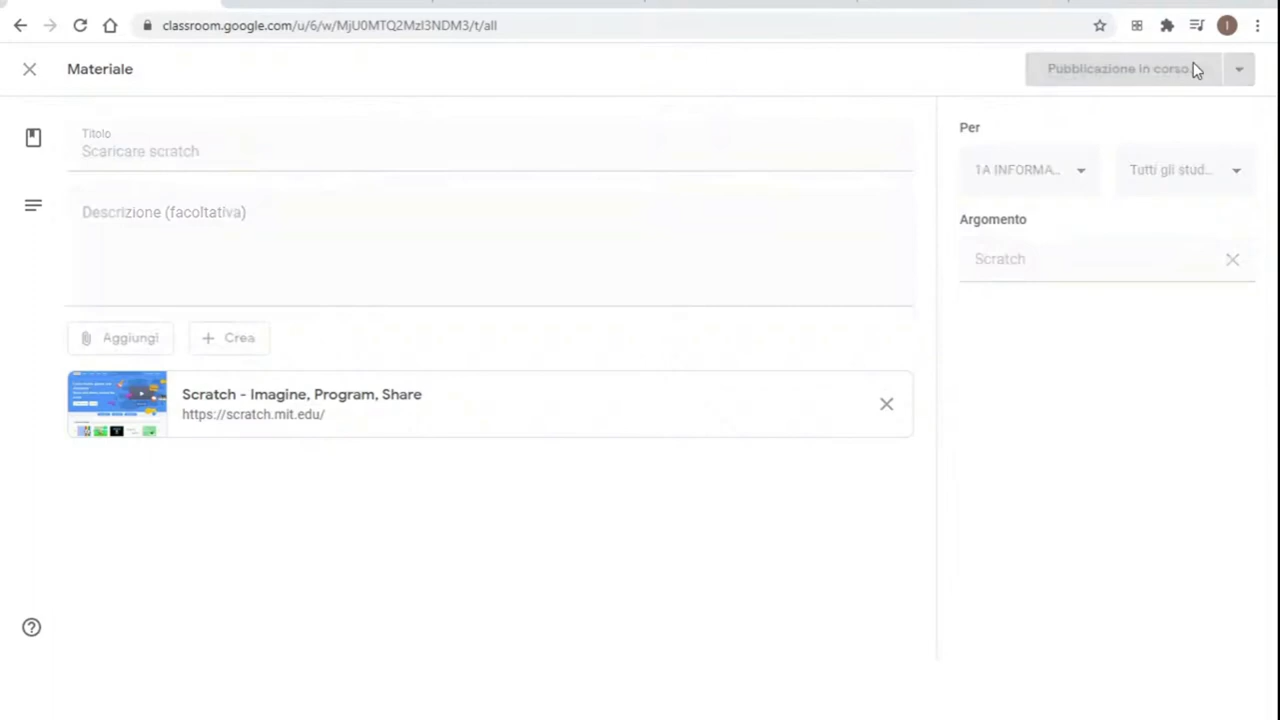 classroom.google.com/u/6/w/MjU0MTQ2MzI3NDM3/t/all
I
Materiale
Pubblicazione in corso
Titolo
Scaricare scratch
Descrizione (facoltativa)
Aggiungi
Crea
Scratch - Imagine, Program, Share
https://scratch.mit.edu/
Per
1A INFORMA...
Tutti gli stud...
Argomento
Scratch